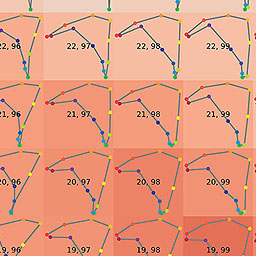 22, 96 22, 97 22, 98 22, 99
21, 96 21, 97 21, 98 21, 99
20, 96 20, 97 20, 98 20, 99
19, 96 19, 97 19, 98 19, 99